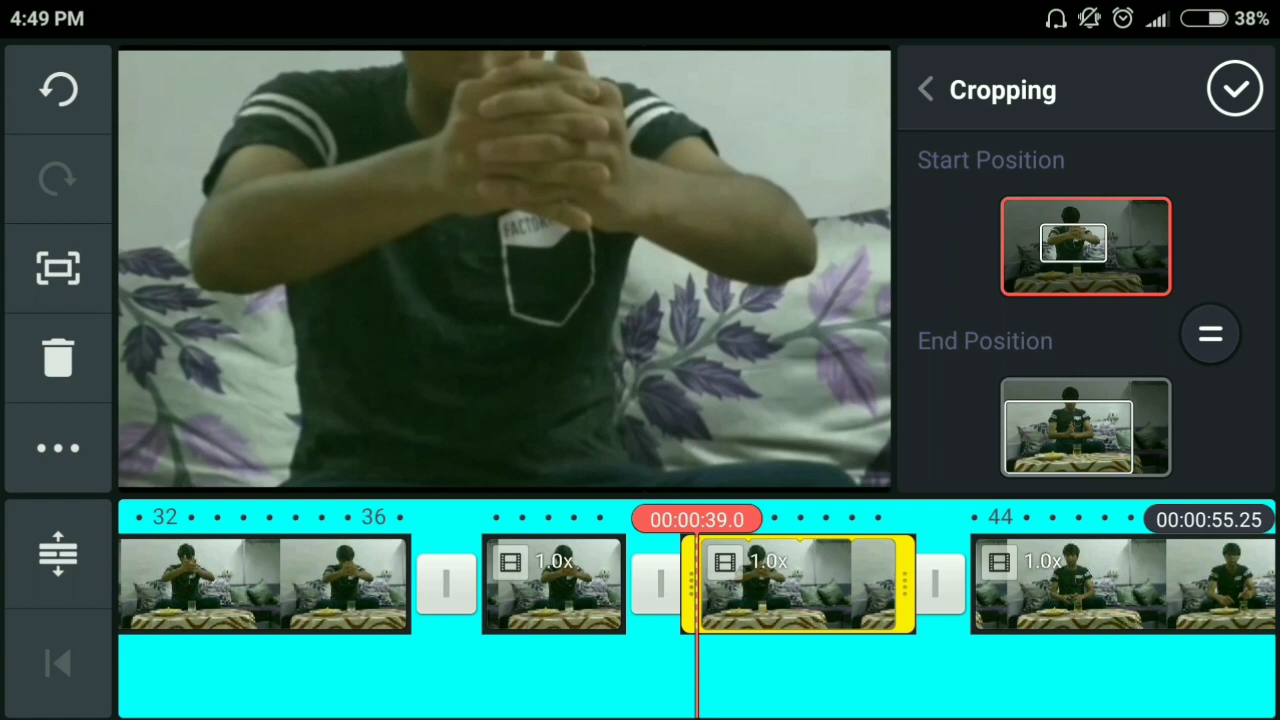 4:49 PM
38%
Cropping
Start Position
End Position
32
36
00:00:39.0
44
00:00:55.25
1.0x
1.0x
1.0x